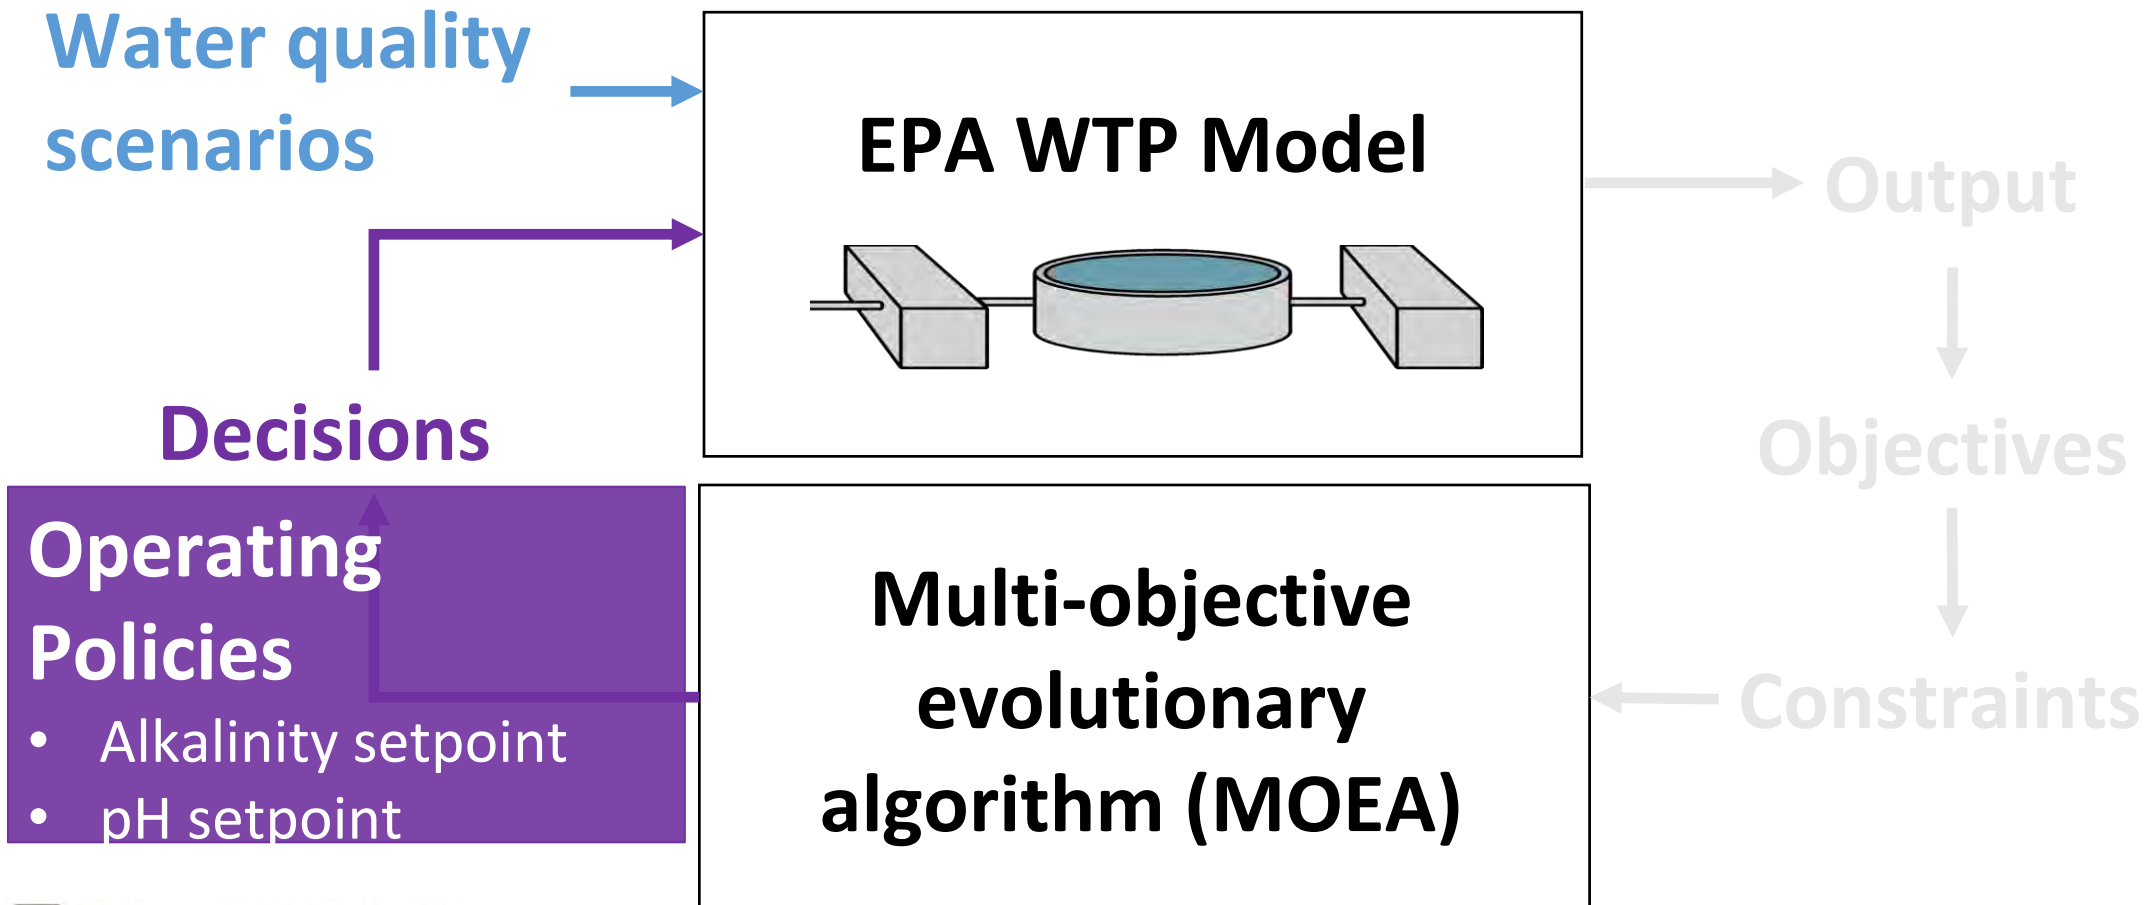 Water quality
scenarios
EPA WTP Model
Output
Decisions
Objectives
Operating
Policies
• Alkalinity setpoint
• pH setpoint
Multi-objective
evolutionary
algorithm (MOEA)
Constraints